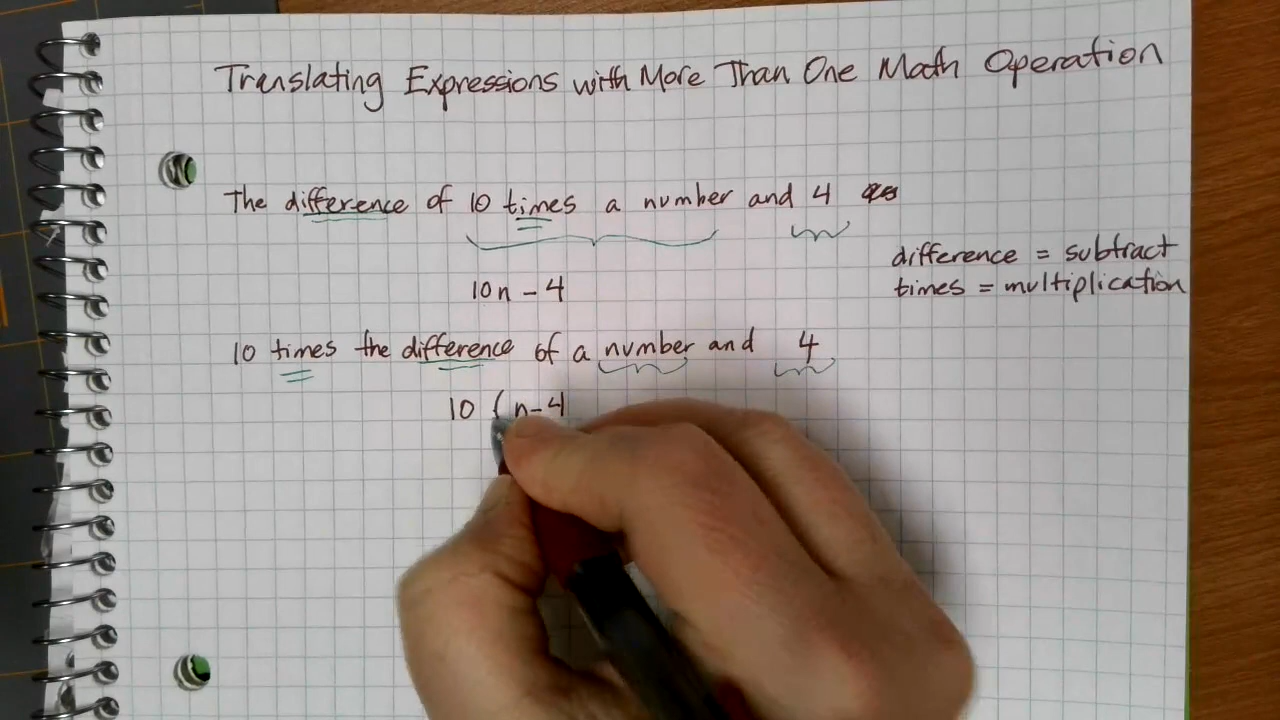 Translating Expressions with More Than One Math Operation
The difference of 10 times a number and 4
difference = subtract
times = multiplication
10n - 4
10 times the difference of a number and 4
10 (n-4